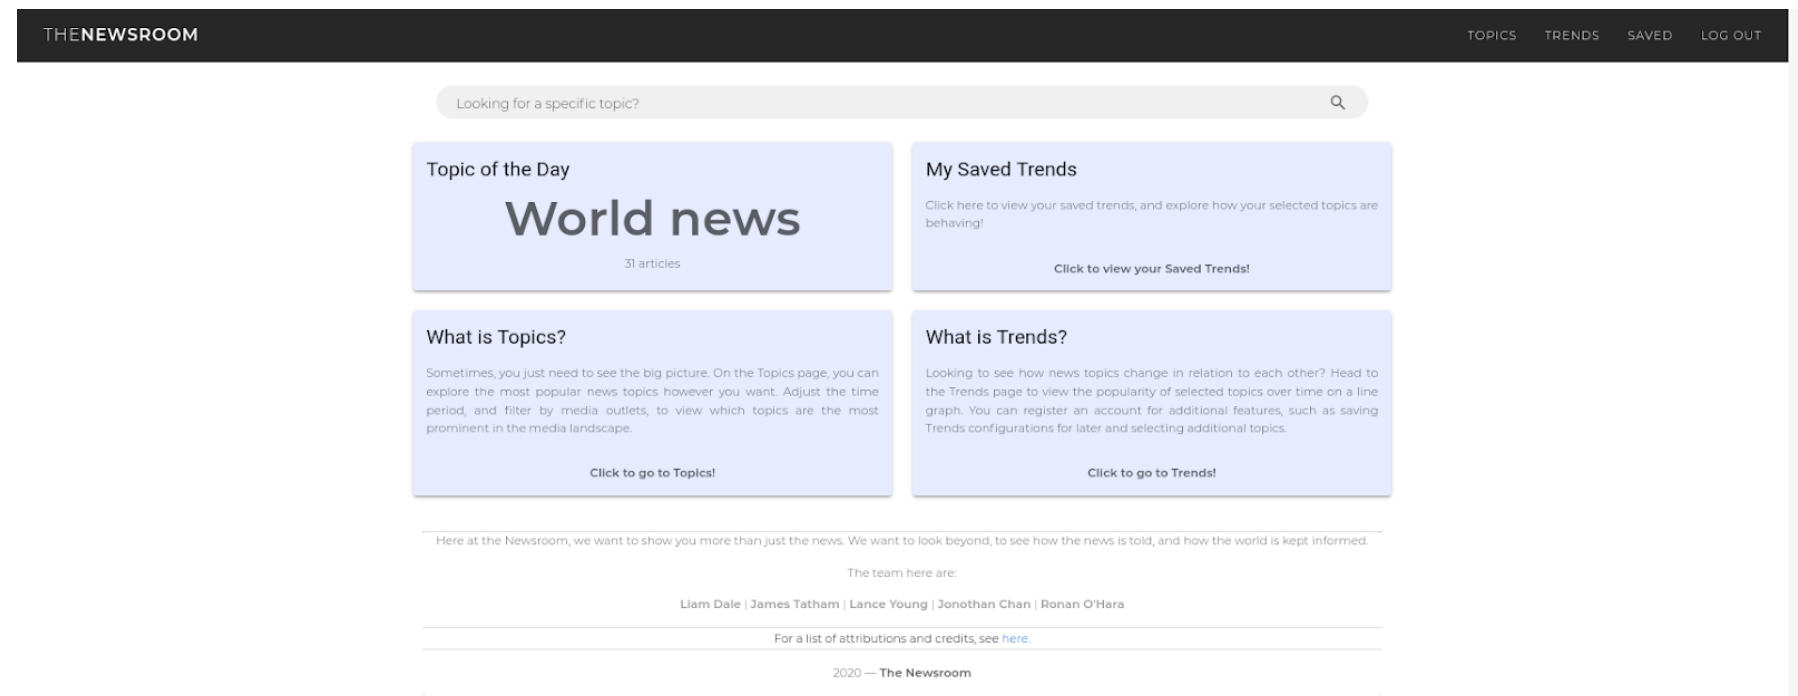 THENEWSROOM
TOPICS TRENDS SAVED LOG OUT
Looking for a specific topic?
Topic of the Day
World news
31 articles
My Saved Trends
Click here to view your saved trends, and explore how your selected topics are
behaving!
Click to view your Saved Trends!
What is Topics?
Sometimes, you just need to see the big picture. On the Topics page, you can
explore the most popular news topics however you want. Adjust the time
period, and filter by media outlets, to view which topics are the most
prominent in the media landscape.
Click to go to Topics!
What is Trends?
Looking to see how news topics change in relation to each other? Head to
the Trends page to view the popularity of selected topics over time on a line
graph. You can register an account for additional features, such as saving
Trends configurations for later and selecting additional topics.
Click to go to Trends!
Here at the Newsroom, we want to show you more than just the news. We want to look beyond, to see how the news is told, and how the world is kept informed.
The team here are:
Liam Dale | James Tatham | Lance Young | Jonothan Chan | Ronan O'Hara
For a list of attributions and credits, see here.
2020 — The Newsroom